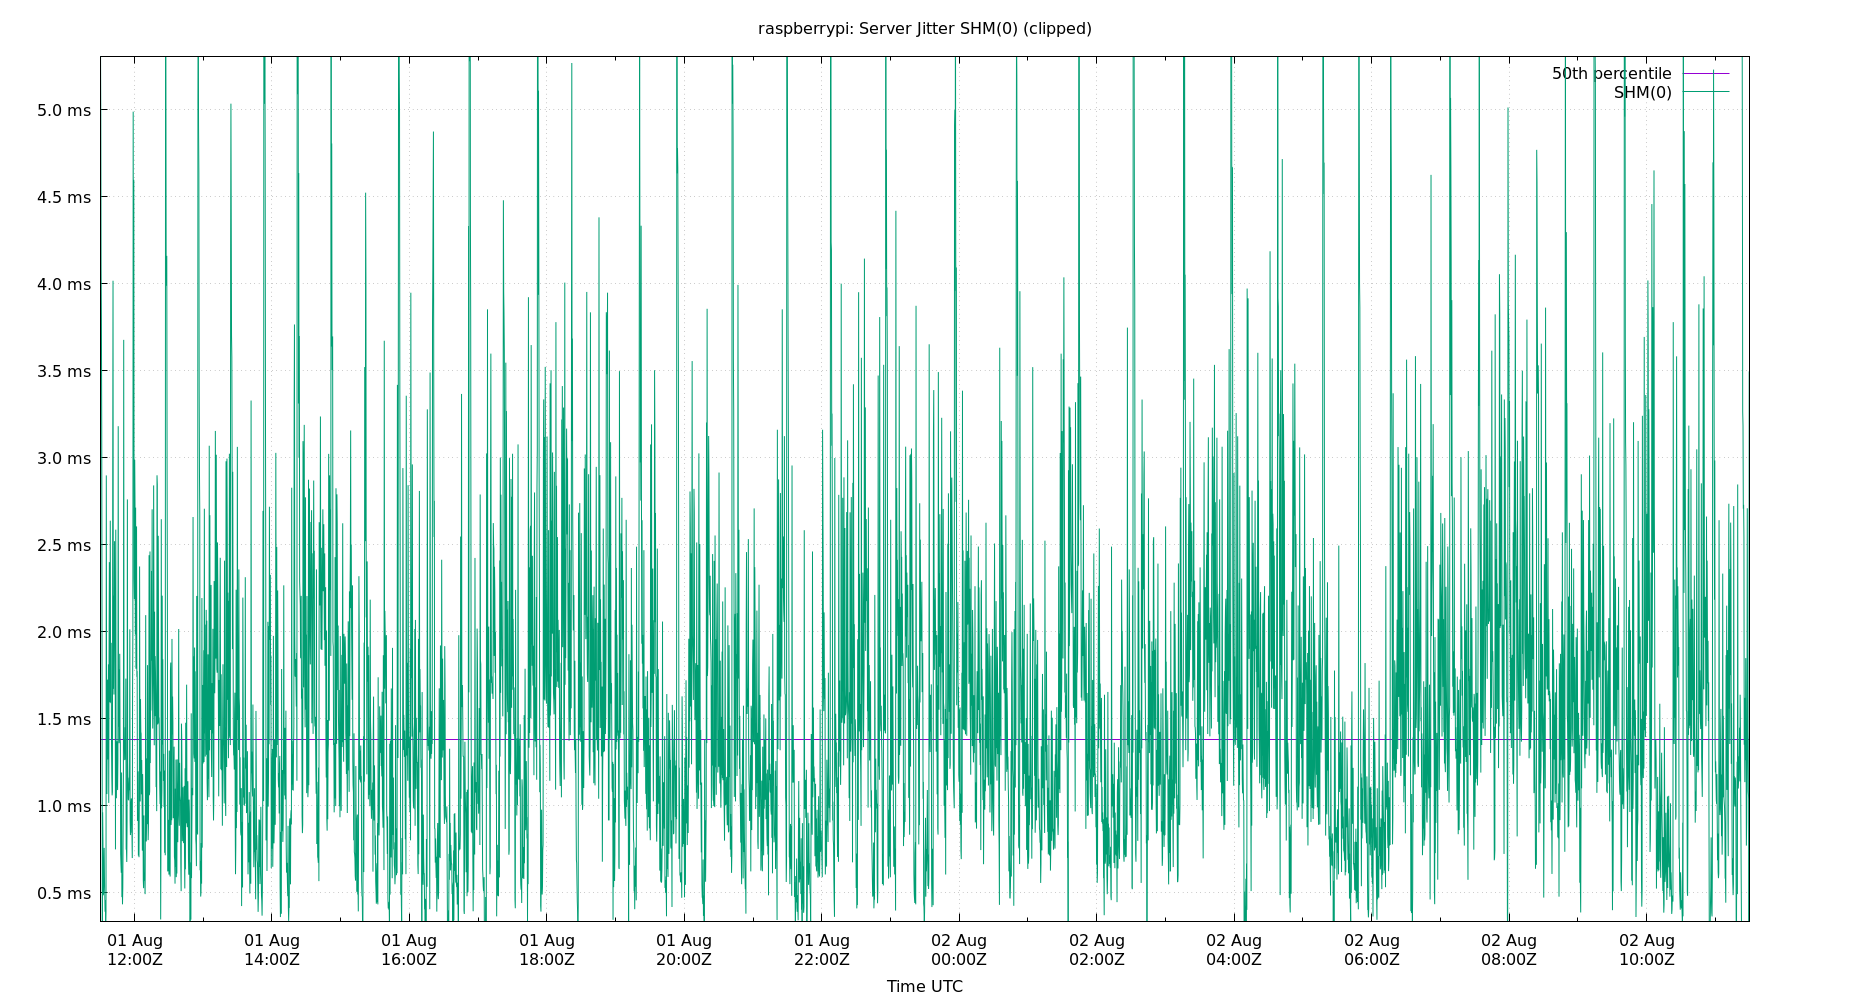 raspberrypi: Server Jitter SHM(0) (clipped)
50th percentile
SHM(0)
5.0 ms
4.5 ms
4.0 ms
3.5 ms
3.0 ms
2.5 ms
2.0 ms
1.5 ms
1.0 ms
0.5 ms
01 Aug 01 Aug 01 Aug 01 Aug 01 Aug 01 Aug 02 Aug 02 Aug 02 Aug 02 Aug 02 Aug 02 Aug
12:00Z 14:00Z 16:00Z 18:00Z 20:00Z 22:00Z 00:00Z 02:00Z 04:00Z 06:00Z 08:00Z 10:00Z
Time UTC